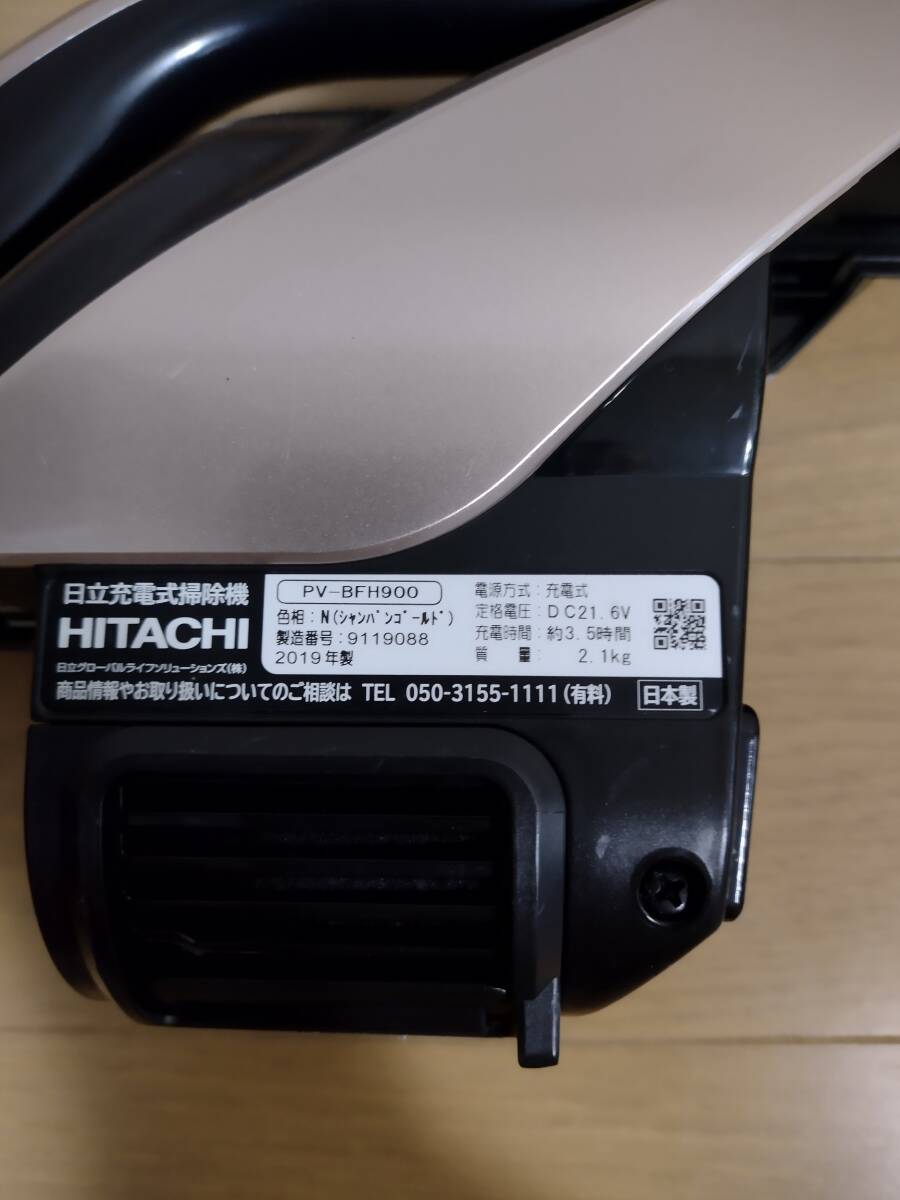 日立充電式掃除機
HITACHI
日立グローバルライフソリューションズ(株)
PV-BFH900
色相：N(ｼｬﾝﾊﾟﾝｺﾞｰﾙﾄﾞ)
製造番号：9119088
2019年製
電源方式：充電式
定格電圧：DC21.6V
充電時間：約3.5時間
質　量：　2.1kg
商品情報やお取り扱いについてのご相談は TEL 050-3155-1111(有料)
日本製